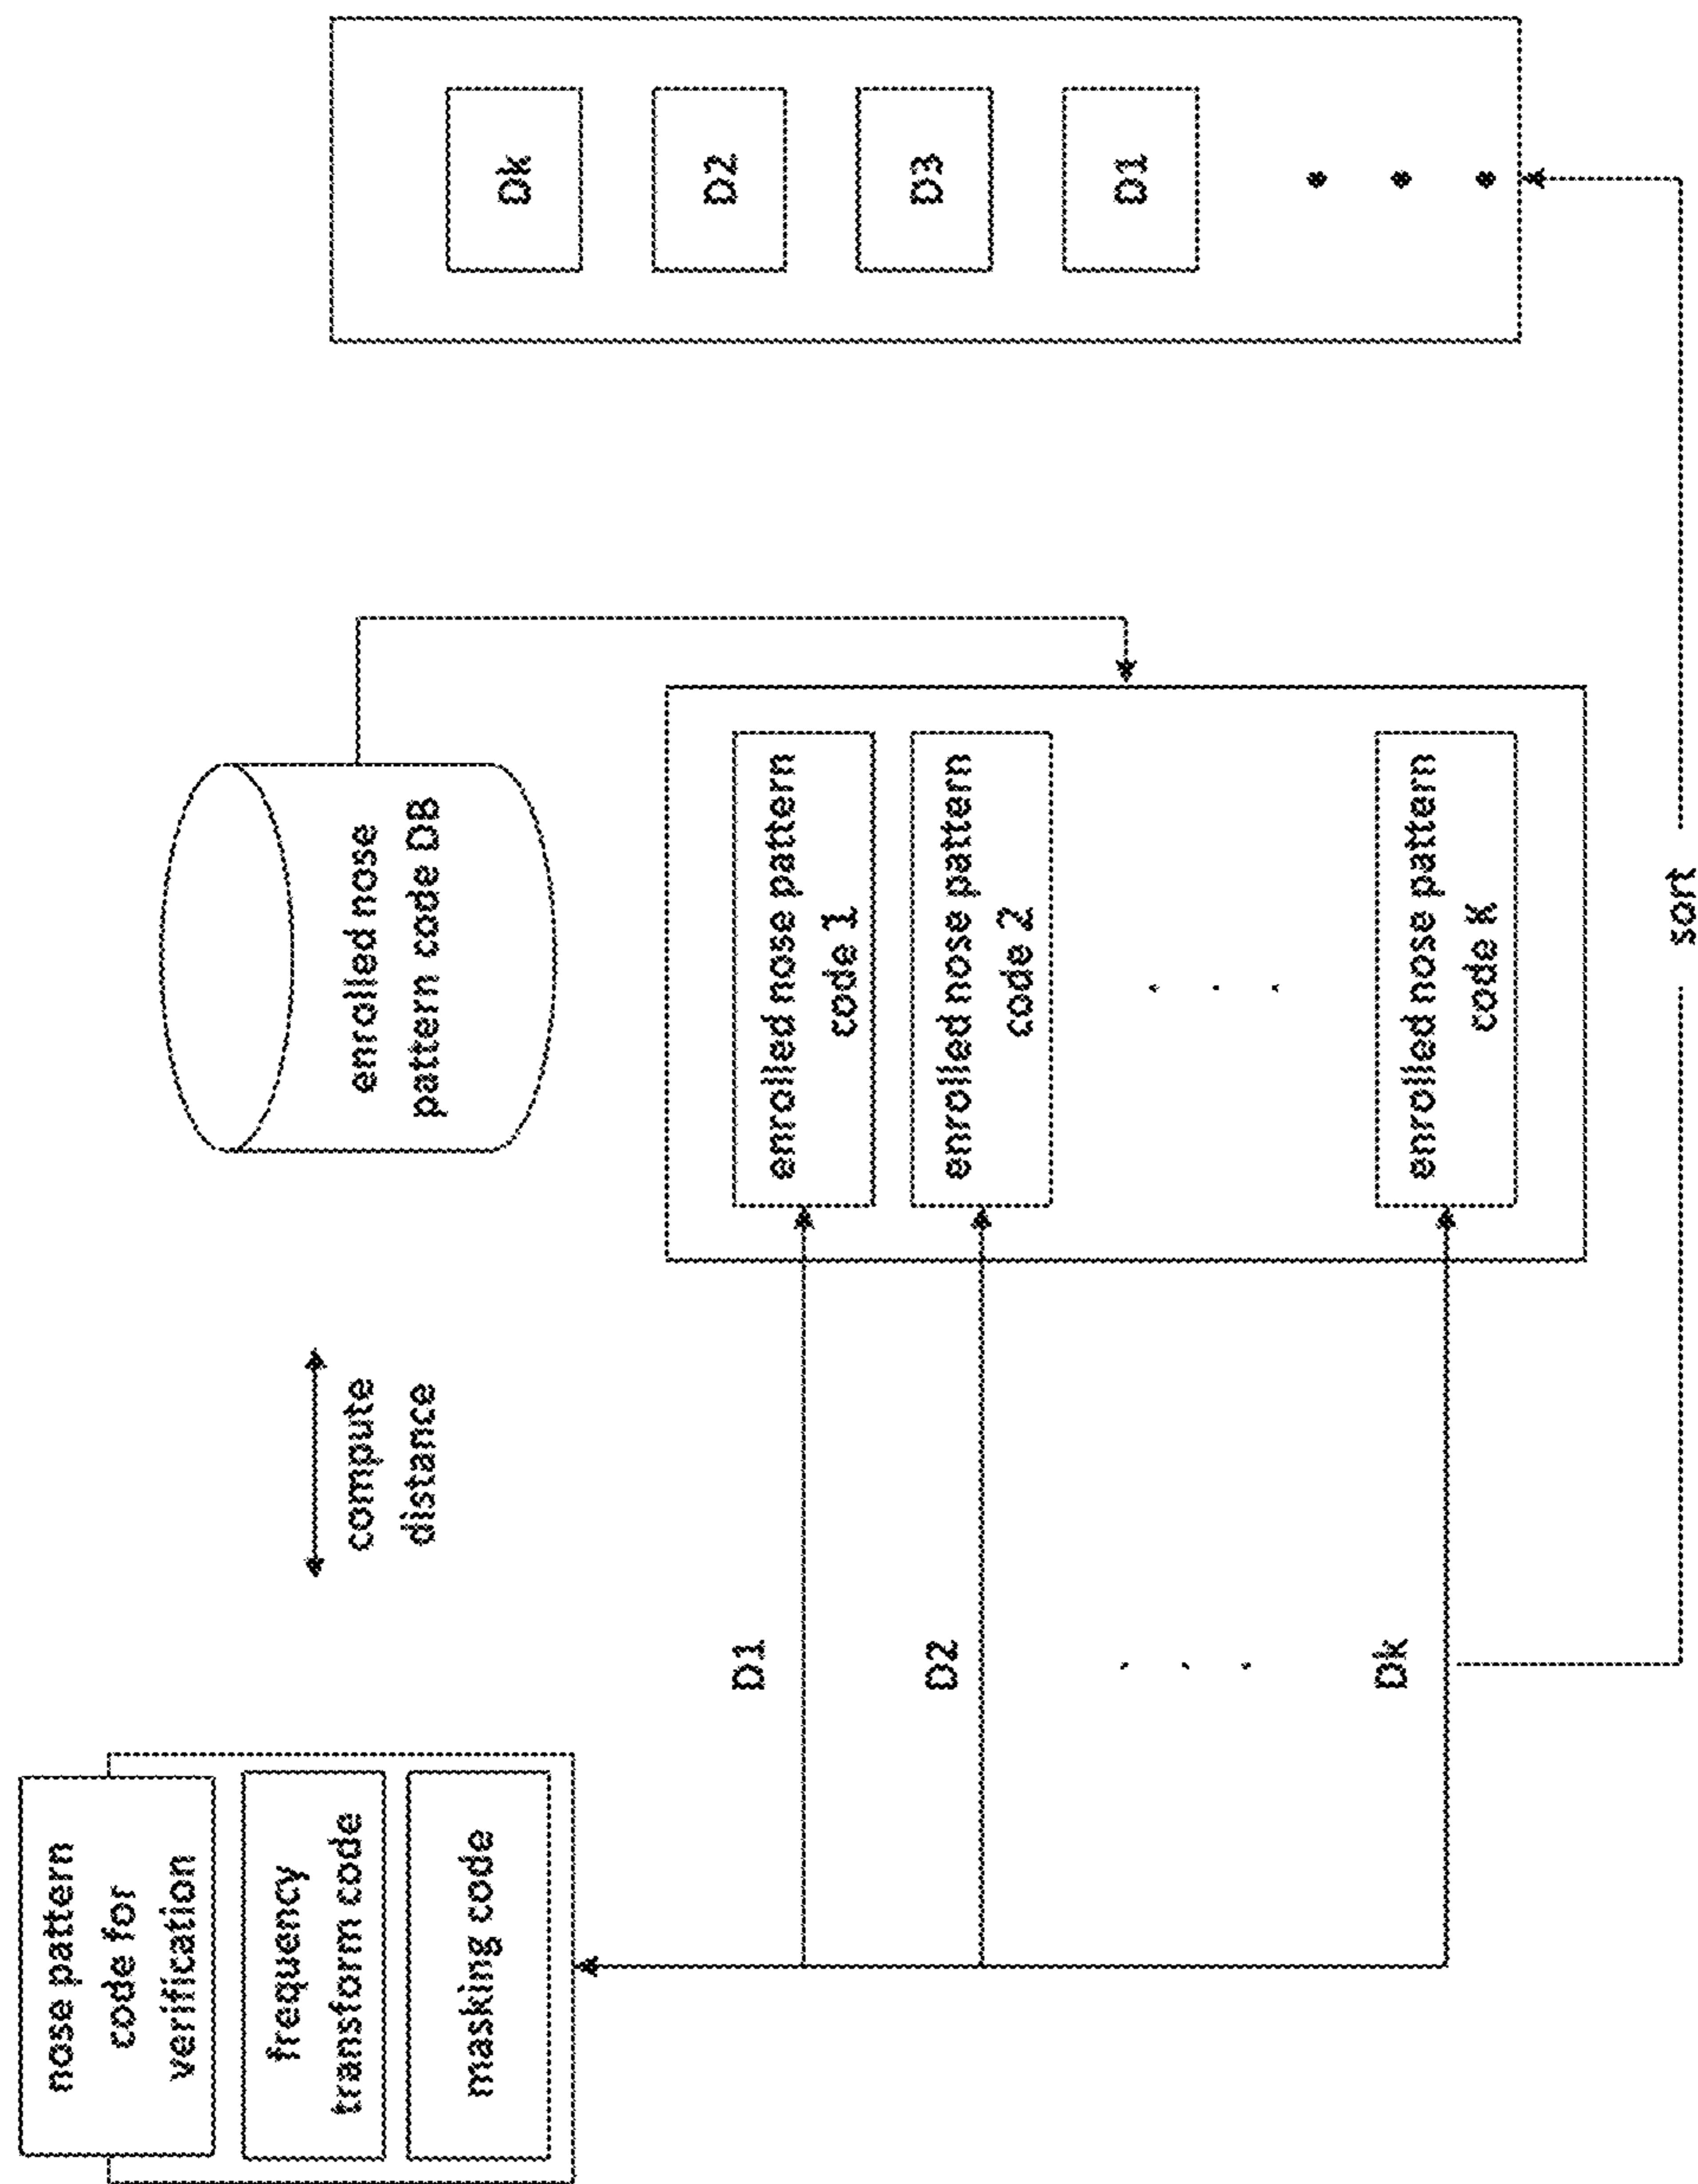 nose pattern
code for
verification
frequency
transform code
masking code
compute
distance
enrolled nose
pattern code DB
D1
D2
Dk
enrolled nose pattern
code 1
enrolled nose pattern
code 2
enrolled nose pattern
code K
Dk
D2
D3
D1
sort